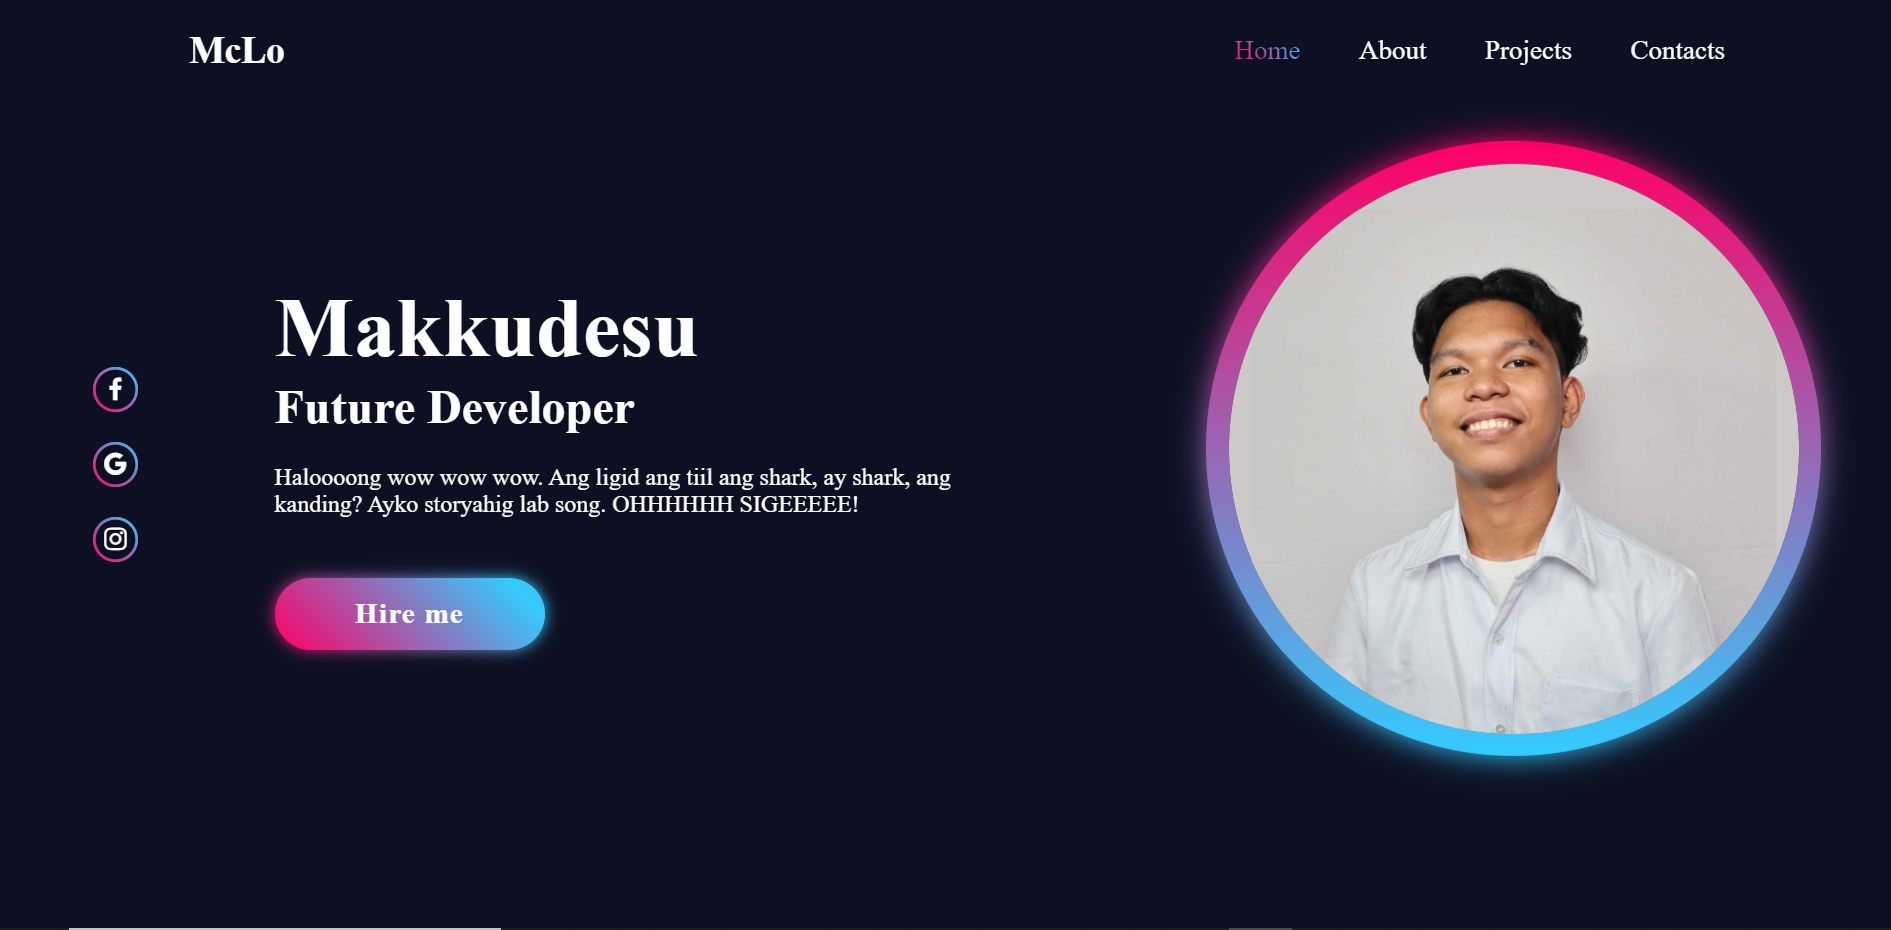 McLo
Home About Projects Contacts
Makkudesu
Future Developer
Haloooong wow wow wow. Ang ligid ang tiil ang shark, ay shark, ang
kanding? Ayko storyahig lab song. OHHHHHH SIGEEEEE!
Hire me